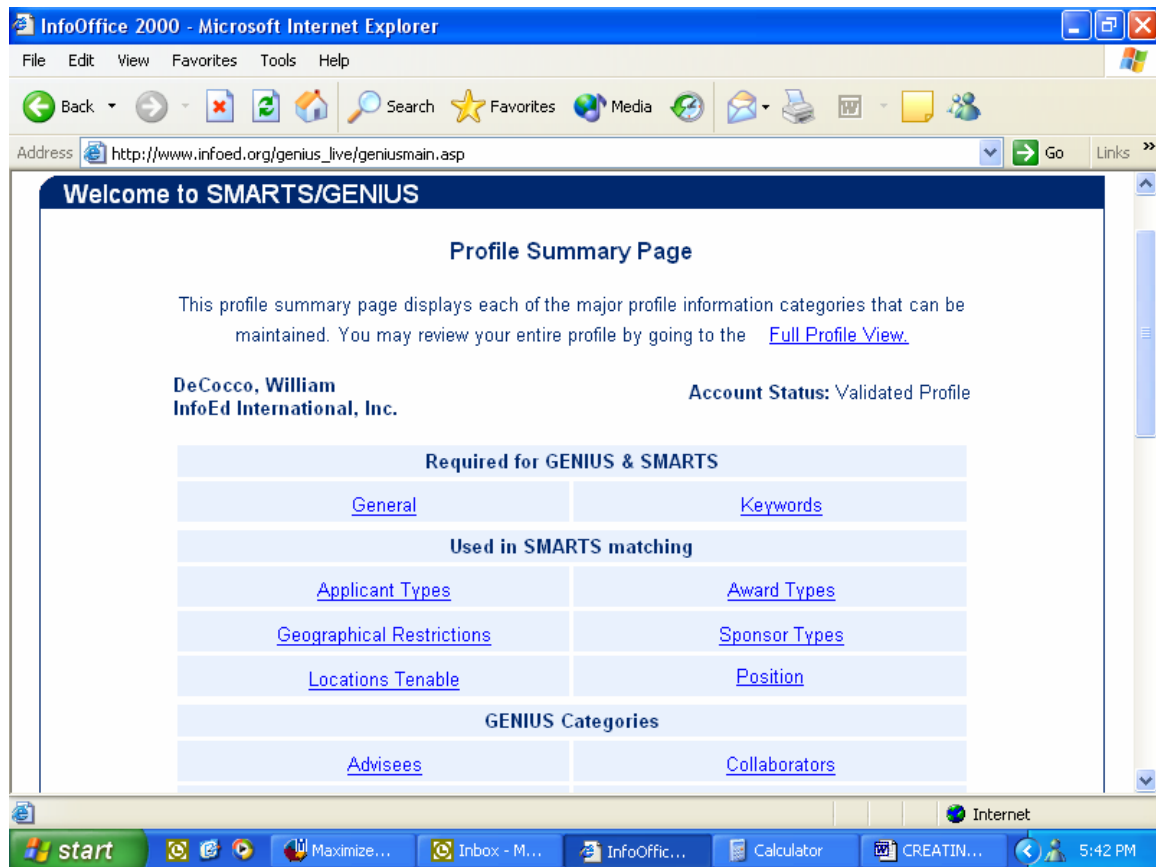 InfoOffice 2000 - Microsoft Internet Explorer
File Edit View Favorites Tools Help
Back Search Favorites Media
Address http://www.infoed.org/genius_live/geniusmain.asp Go Links »
Welcome to SMARTS/GENIUS
Profile Summary Page
This profile summary page displays each of the major profile information categories that can be
maintained. You may review your entire profile by going to the Full Profile View.
DeCocco, William
InfoEd International, Inc.
Account Status: Validated Profile
Required for GENIUS & SMARTS
General Keywords
Used in SMARTS matching
Applicant Types Award Types
Geographical Restrictions Sponsor Types
Locations Tenable Position
GENIUS Categories
Advisees Collaborators
Internet
start Maximize... Inbox - M... InfoOffic... Calculator CREATIN... 5:42 PM